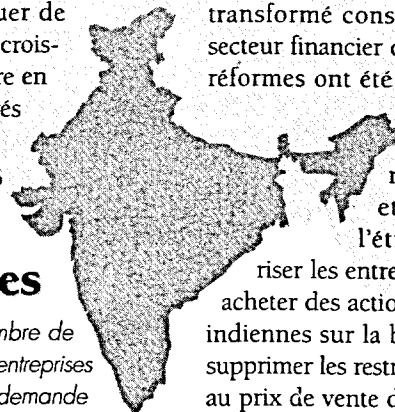 uer de
crois-
re en
és
es
mbre de
entreprises
demande
transformé cons
secteur financier
réformes ont été
et
l'ét
riser les entre
acheter des actio
indiennes sur la
supprimer les restr
au prix de vente d